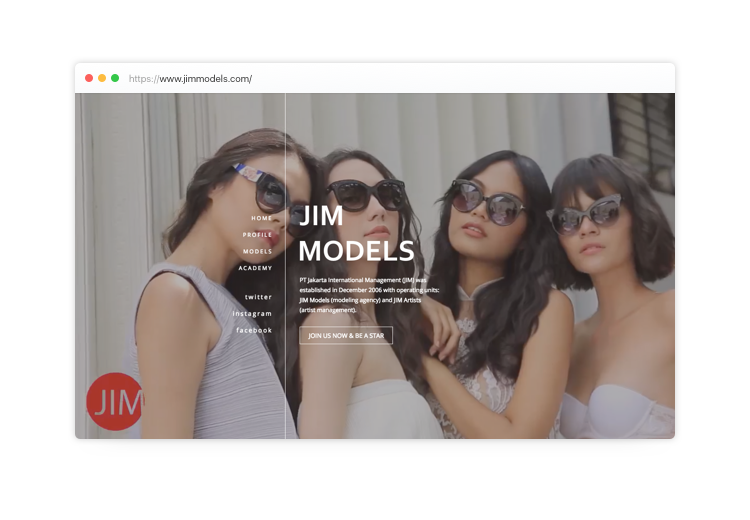 https://www.jimmodels.com/
HOME
PROFILE
MODELS
ACADEMY
twitter
instagram
facebook
JIM
MODELS
PT Jakarta International Management (JIM) was
established in December 2006 with operating units:
JIM Models (modeling agency) and JIM Artists
(artist management).
JOIN US NOW & BE A STAR
JIM